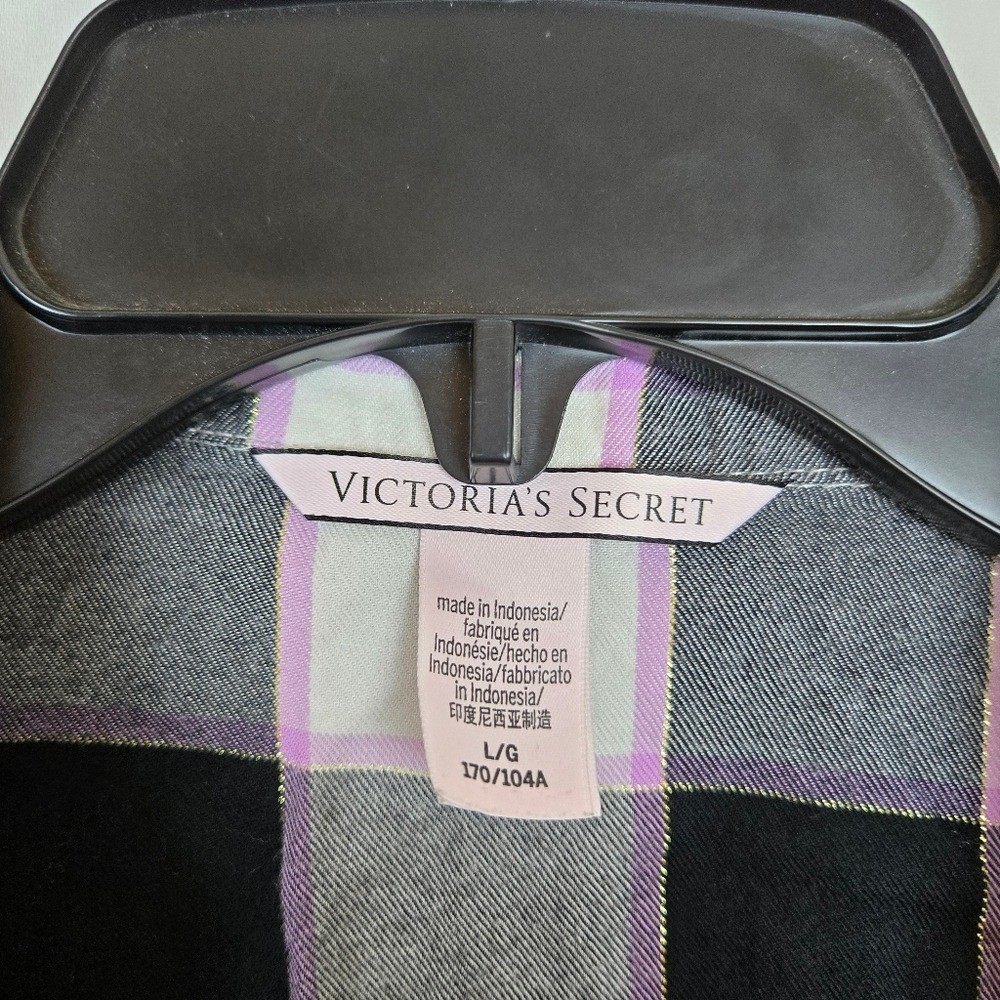 VICTORIA'S SECRET
made in Indonesia/
fabriqué en
Indonésie/hecho en
Indonesia/fabbricato
in Indonesia/
印度尼西亚制造
L/G
170/104A